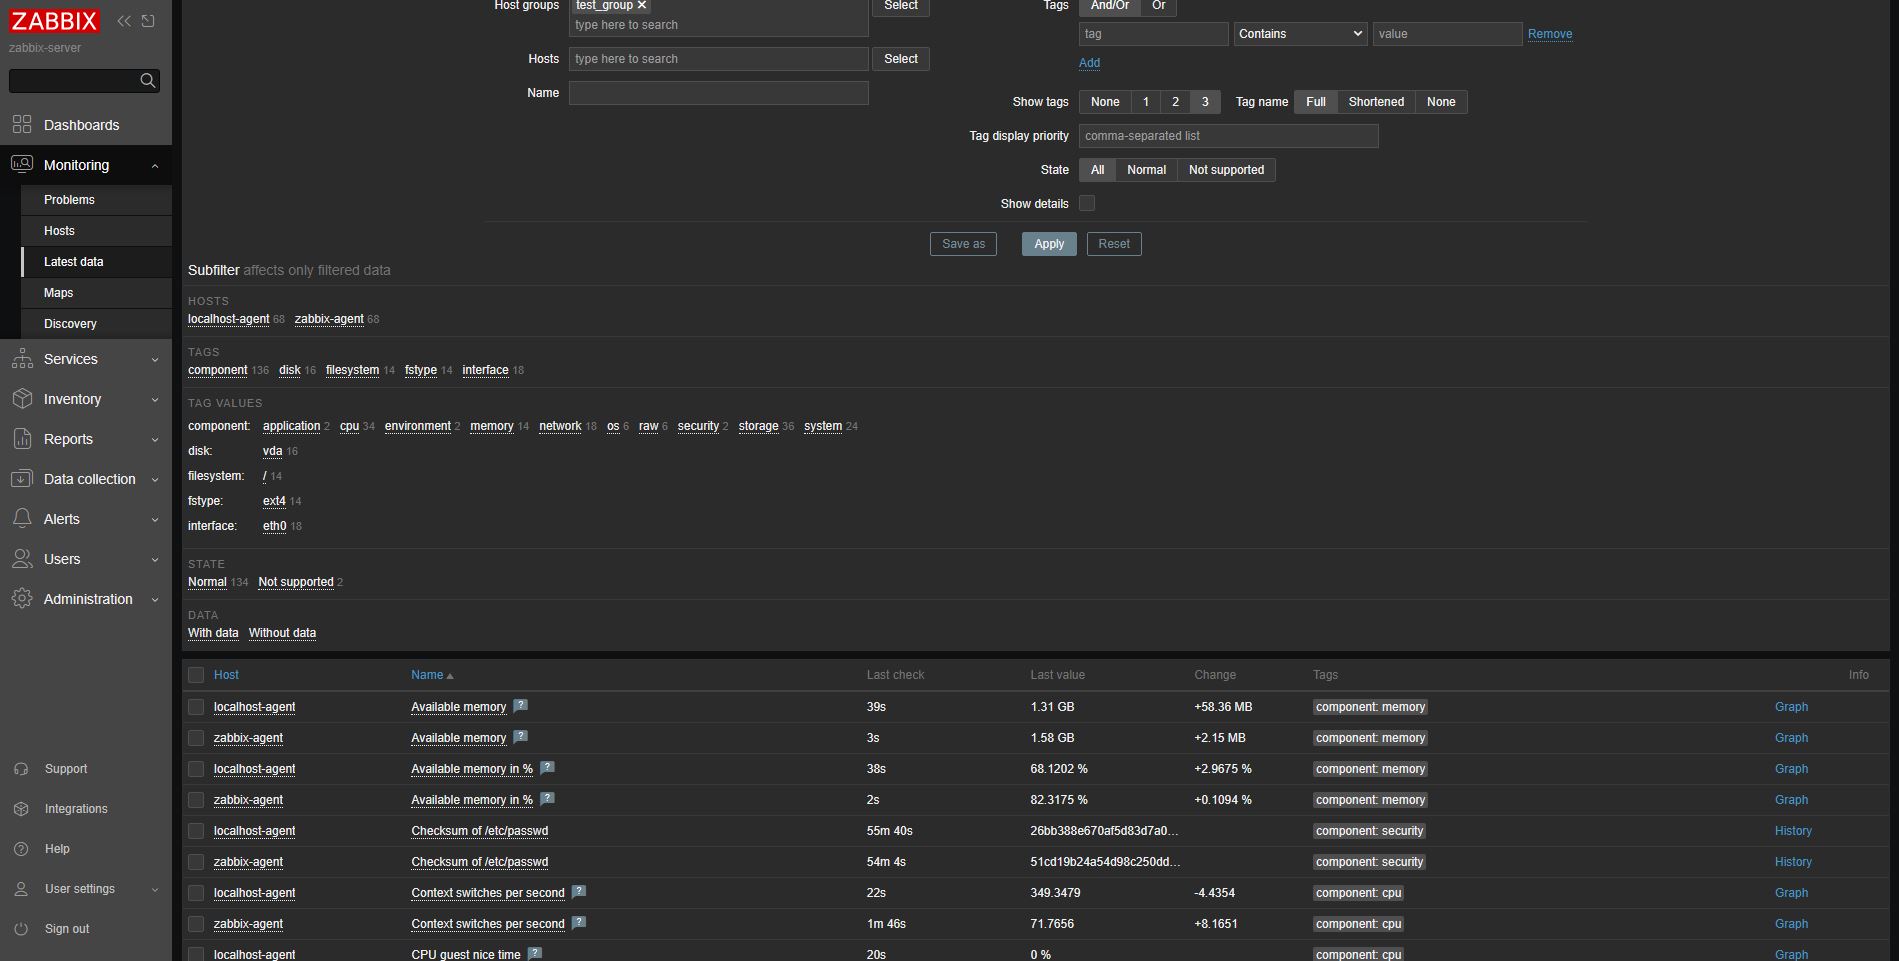 ZABBIX
zabbix-server
Dashboards
Monitoring
Problems
Hosts
Latest data
Maps
Discovery
Services
Inventory
Reports
Data collection
Alerts
Users
Administration
Support
Integrations
Help
User settings
Sign out
Host groups test_group Select
type here to search
Hosts type here to search Select
Name
Tags And/Or Or
tag Contains value Remove
Add
Show tags None 1 2 3 Tag name Full Shortened None
Tag display priority comma-separated list
State All Normal Not supported
Show details
Save as Apply Reset
Subfilter affects only filtered data
HOSTS
localhost-agent 68 zabbix-agent 68
TAGS
component 136 disk 16 filesystem 14 fstype 14 interface 18
TAG VALUES
component: application 2 cpu 34 environment 2 memory 14 network 18 os 6 raw 6 security 2 storage 36 system 24
disk: vda 16
filesystem: / 14
fstype: ext4 14
interface: eth0 18
STATE
Normal 134 Not supported 2
DATA
With data Without data
Host Name Last check Last value Change Tags Info
localhost-agent Available memory ? 39s 1.31 GB +58.36 MB component: memory Graph
zabbix-agent Available memory ? 3s 1.58 GB +2.15 MB component: memory Graph
localhost-agent Available memory in % ? 38s 68.1202 % +2.9675 % component: memory Graph
zabbix-agent Available memory in % ? 2s 82.3175 % +0.1094 % component: memory Graph
localhost-agent Checksum of /etc/passwd 55m 40s 26bb388e670af5d83d7a0... component: security History
zabbix-agent Checksum of /etc/passwd 54m 4s 51cd19b24a54d98c250dd... component: security History
localhost-agent Context switches per second ? 22s 349.3479 -4.4354 component: cpu Graph
zabbix-agent Context switches per second ? 1m 46s 71.7656 +8.1651 component: cpu Graph
localhost-agent CPU guest nice time ? 20s 0 % component: cpu Graph